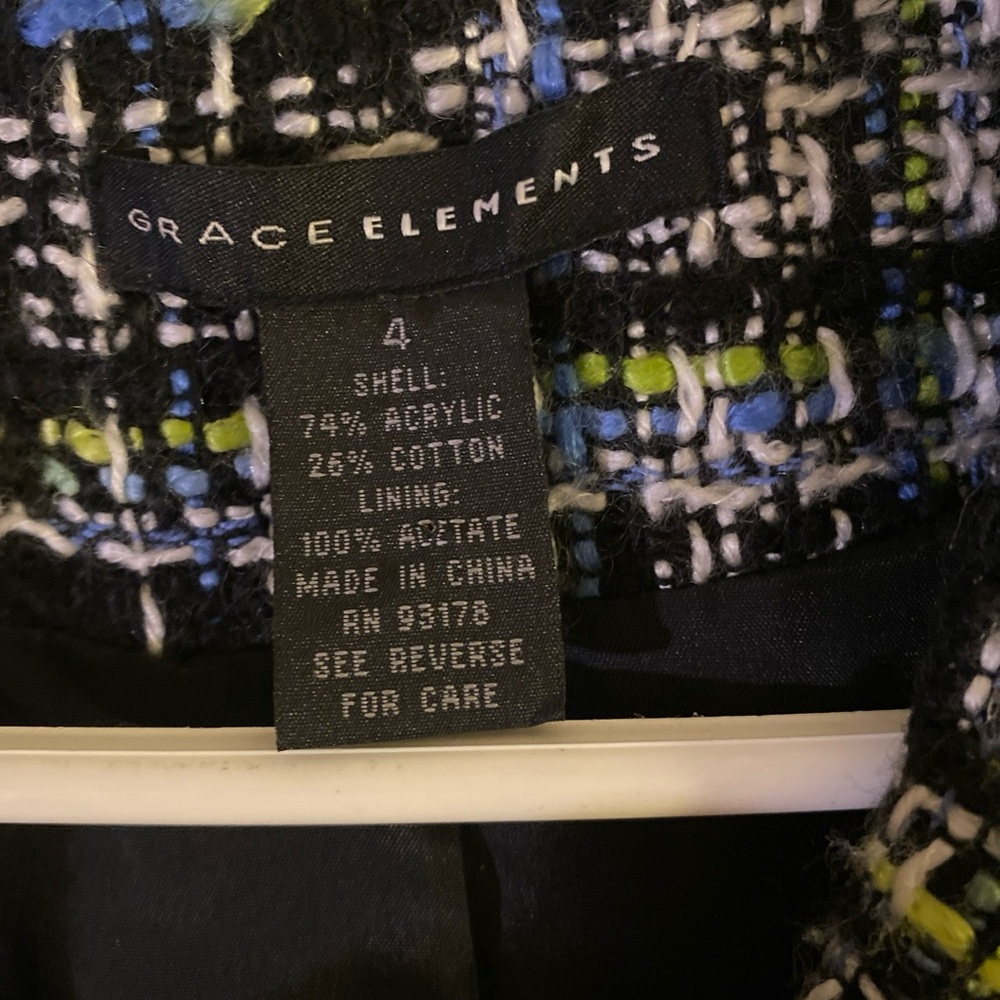 GRACE ELEMENTS
4
SHELL:
74% ACRYLIC
26% COTTON
LINING:
100% ACETATE
MADE IN CHINA
RN 93178
SEE REVERSE
FOR CARE